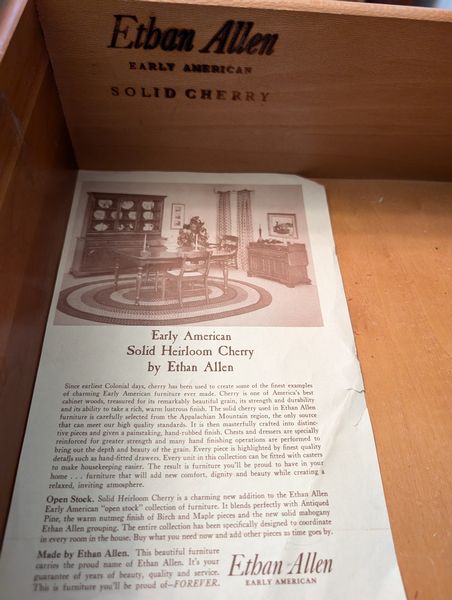 Ethan Allen
EARLY AMERICAN
SOLID CHERRY
Early American
Solid Heirloom Cherry
by Ethan Allen
Since earliest Colonial days, cherry has been used to create some of the finest examples
of charming Early American furniture ever made. Cherry is one of America's best
cabinet woods, treasured for its remarkably beautiful grain, its strength and durability
and its ability to take a rich, warm lustrous finish. The solid cherry used in Ethan Allen
furniture is carefully selected from the Appalachian Mountain region, the only source
that can meet our high quality standards. It is then masterfully crafted into distinc-
tive pieces and given a painstaking, hand-rubbed finish. Chests and dressers are specially
reinforced for greater strength and many hand finishing operations are performed to
bring out the depth and beauty of the grain. Every piece is highlighted by finest quality
details such as hand-fitted drawers. Every unit in this collection can be fitted with casters
to make housekeeping easier. The result is furniture you'll be proud to have in your
home . . . furniture that will add new comfort, dignity and beauty while creating a
relaxed, inviting atmosphere.
Open Stock. Solid Heirloom Cherry is a charming new addition to the Ethan Allen
Early American "open stock" collection of furniture. It blends perfectly with Antiqued
Pine, the warm nutmeg finish of Birch and Maple pieces and the new solid mahogany
Ethan Allen grouping. The entire collection has been specifically designed to coordinate
in every room in the house. Buy what you need now and add other pieces as time goes by.
Made by Ethan Allen. This beautiful furniture
carries the proud name of Ethan Allen. It's your
guarantee of years of beauty, quality and service.
This is furniture you'll be proud of—FOREVER.
Ethan Allen
EARLY AMERICAN